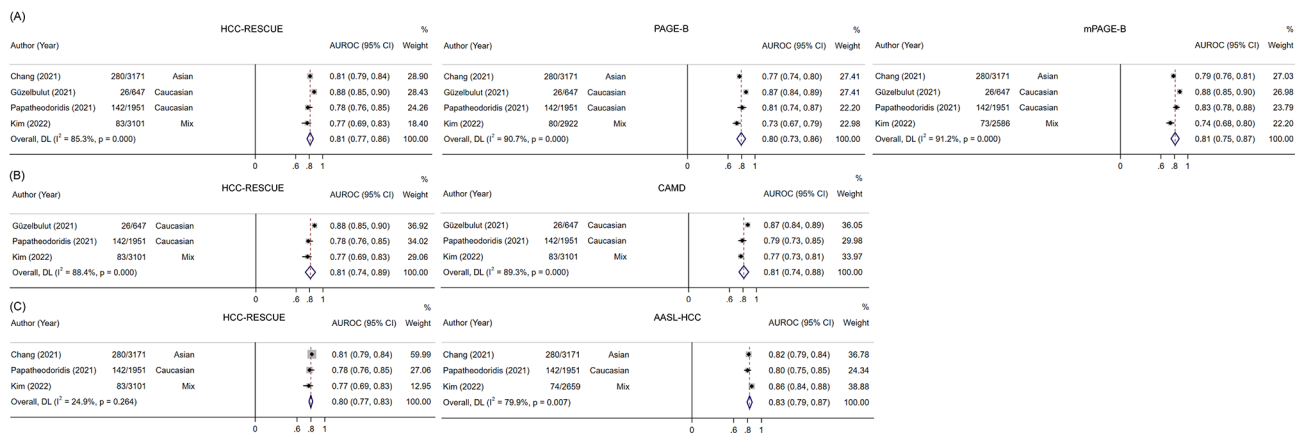 (A)
HCC-RESCUE
%
Author (Year) AUROC (95% CI) Weight
Chang (2021) 280/3171 Asian 0.81 (0.79, 0.84) 28.90
Güzelbulut (2021) 26/647 Caucasian 0.88 (0.85, 0.90) 28.43
Papatheodoridis (2021) 142/1951 Caucasian 0.78 (0.76, 0.85) 24.26
Kim (2022) 83/3101 Mix 0.77 (0.69, 0.83) 18.40
Overall, DL (I² = 85.3%, p = 0.000) 0.81 (0.77, 0.86) 100.00
0 .6 .8 1
PAGE-B
%
Author (Year) AUROC (95% CI) Weight
Chang (2021) 280/3171 Asian 0.77 (0.74, 0.80) 27.41
Güzelbulut (2021) 26/647 Caucasian 0.87 (0.84, 0.89) 27.41
Papatheodoridis (2021) 142/1951 Caucasian 0.81 (0.74, 0.87) 22.20
Kim (2022) 80/2922 Mix 0.73 (0.67, 0.79) 22.98
Overall, DL (I² = 90.7%, p = 0.000) 0.80 (0.73, 0.86) 100.00
0 .6 .8 1
mPAGE-B
%
Author (Year) AUROC (95% CI) Weight
Chang (2021) 280/3171 Asian 0.79 (0.76, 0.81) 27.03
Güzelbulut (2021) 26/647 Caucasian 0.88 (0.85, 0.90) 26.98
Papatheodoridis (2021) 142/1951 Caucasian 0.83 (0.78, 0.88) 23.79
Kim (2022) 73/2586 Mix 0.74 (0.68, 0.80) 22.20
Overall, DL (I² = 91.2%, p = 0.000) 0.81 (0.75, 0.87) 100.00
0 .6 .8 1
(B)
HCC-RESCUE
%
Author (Year) AUROC (95% CI) Weight
Güzelbulut (2021) 26/647 Caucasian 0.88 (0.85, 0.90) 36.92
Papatheodoridis (2021) 142/1951 Caucasian 0.78 (0.76, 0.85) 34.02
Kim (2022) 83/3101 Mix 0.77 (0.69, 0.83) 29.06
Overall, DL (I² = 88.4%, p = 0.000) 0.81 (0.74, 0.89) 100.00
0 .6 .8 1
CAMD
%
Author (Year) AUROC (95% CI) Weight
Güzelbulut (2021) 26/647 Caucasian 0.87 (0.84, 0.89) 36.05
Papatheodoridis (2021) 142/1951 Caucasian 0.79 (0.73, 0.85) 29.98
Kim (2022) 83/3101 Mix 0.77 (0.73, 0.81) 33.97
Overall, DL (I² = 89.3%, p = 0.000) 0.81 (0.74, 0.88) 100.00
0 .6 .8 1
(C)
HCC-RESCUE
%
Author (Year) AUROC (95% CI) Weight
Chang (2021) 280/3171 Asian 0.81 (0.79, 0.84) 59.99
Papatheodoridis (2021) 142/1951 Caucasian 0.78 (0.76, 0.85) 27.06
Kim (2022) 83/3101 Mix 0.77 (0.69, 0.83) 12.95
Overall, DL (I² = 24.9%, p = 0.264) 0.80 (0.77, 0.83) 100.00
0 .6 .8 1
AASL-HCC
%
Author (Year) AUROC (95% CI) Weight
Chang (2021) 280/3171 Asian 0.82 (0.79, 0.84) 36.78
Papatheodoridis (2021) 142/1951 Caucasian 0.80 (0.75, 0.85) 24.34
Kim (2022) 74/2659 Mix 0.86 (0.84, 0.88) 38.88
Overall, DL (I² = 79.9%, p = 0.007) 0.83 (0.79, 0.87) 100.00
0 .6 .8 1